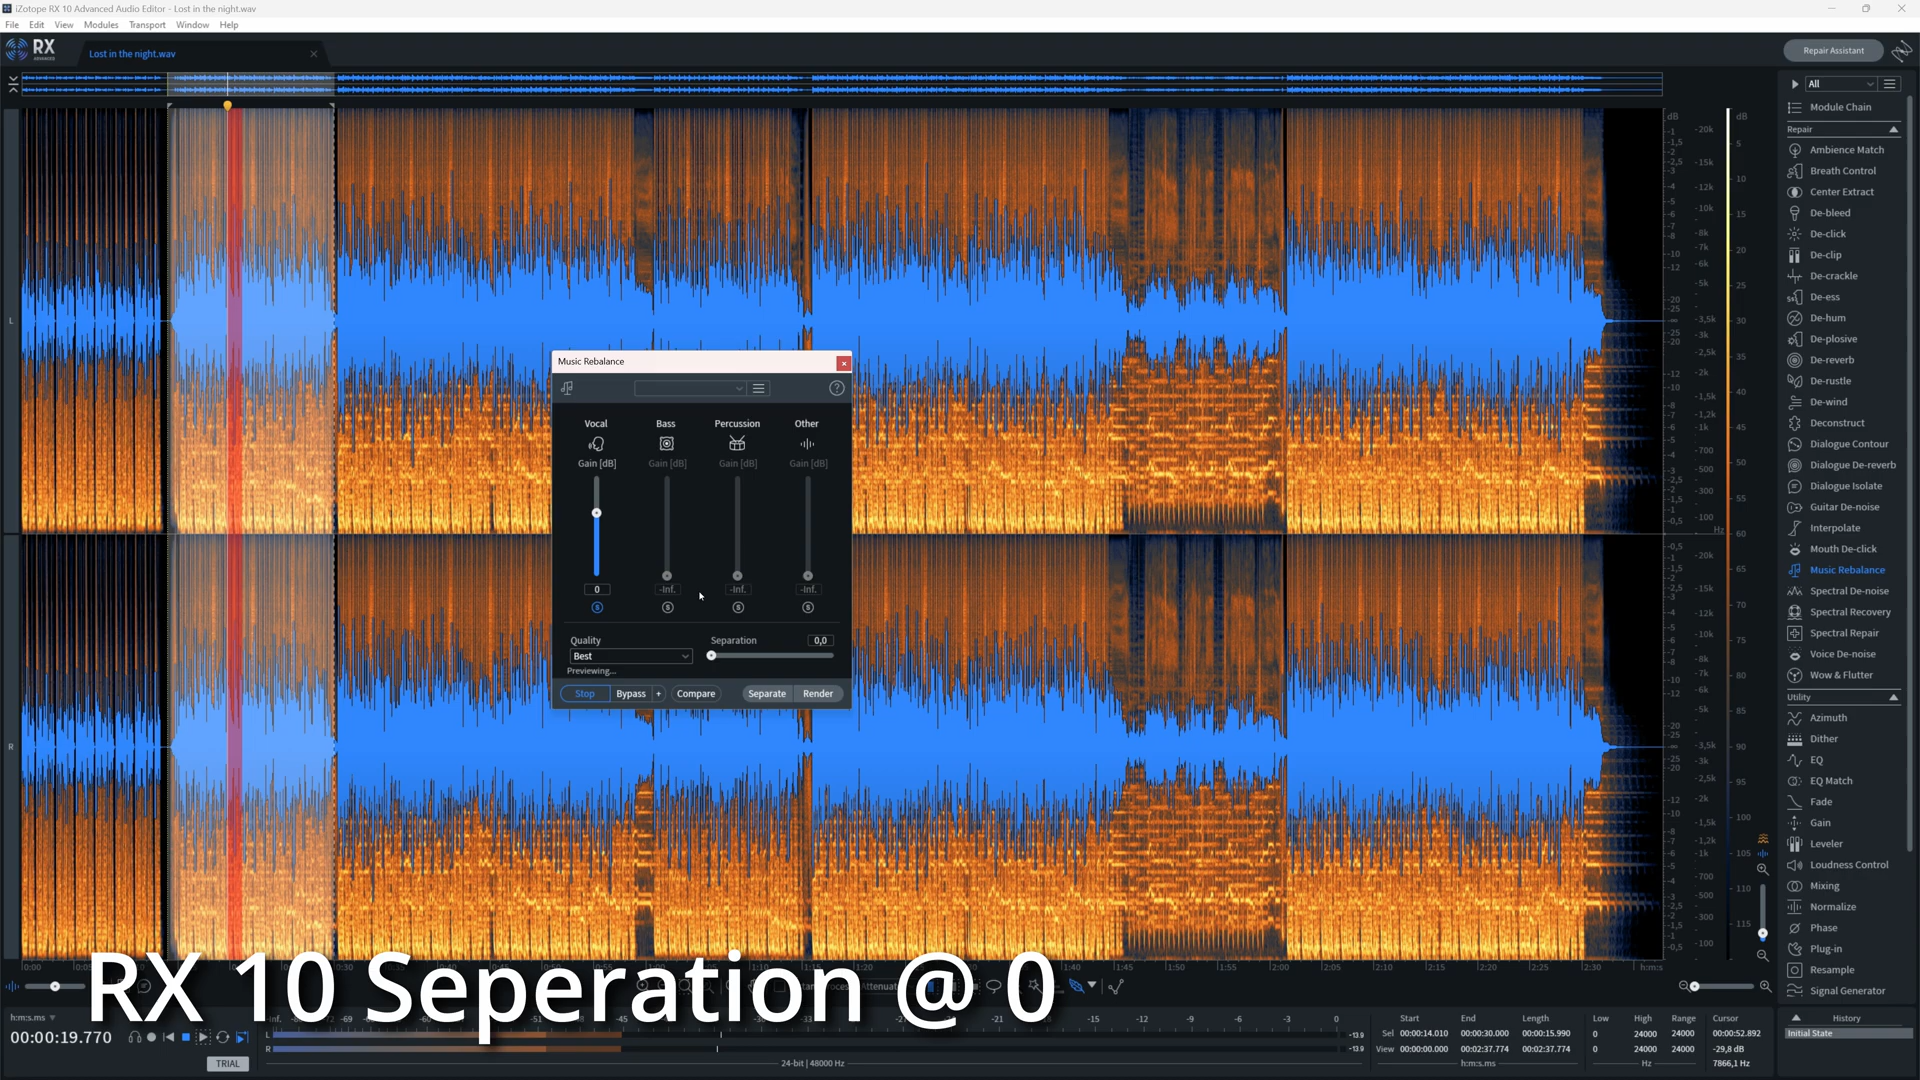 iZotope RX 10 Advanced Audio Editor - Lost in the night.wav
File Edit View Modules Transport Window Help
RX
ADVANCED
Lost in the night.wav
Repair Assistant
All
Module Chain
Repair
Ambience Match
Breath Control
Center Extract
De-bleed
De-click
De-clip
De-crackle
De-ess
De-hum
De-plosive
De-reverb
De-rustle
De-wind
Deconstruct
Dialogue Contour
Dialogue De-reverb
Dialogue Isolate
Guitar De-noise
Interpolate
Mouth De-click
Music Rebalance
Spectral De-noise
Spectral Recovery
Spectral Repair
Voice De-noise
Wow & Flutter
Utility
Azimuth
Dither
EQ
EQ Match
Fade
Gain
Leveler
Loudness Control
Mixing
Normalize
Phase
Plug-in
Resample
Signal Generator
History
Initial State
Music Rebalance
Vocal Bass Percussion Other
Gain [dB] Gain [dB] Gain [dB] Gain [dB]
0 -Inf. -Inf. -Inf.
S S S S
Quality Separation 0,0
Best
Previewing...
Stop Bypass + Compare Separate Render
L
R
RX 10 Seperation @ 0
h:m:s.ms
00:00:19.770
TRIAL
24-bit | 48000 Hz
Start End Length Low High Range Cursor
Sel 00:00:14.010 00:00:30.000 00:00:15.990 0 24000 24000 00:00:52.892
View 00:00:00.000 00:02:37.774 00:02:37.774 0 24000 24000 -29,8 dB
h:m:s.ms Hz 7866,1 Hz